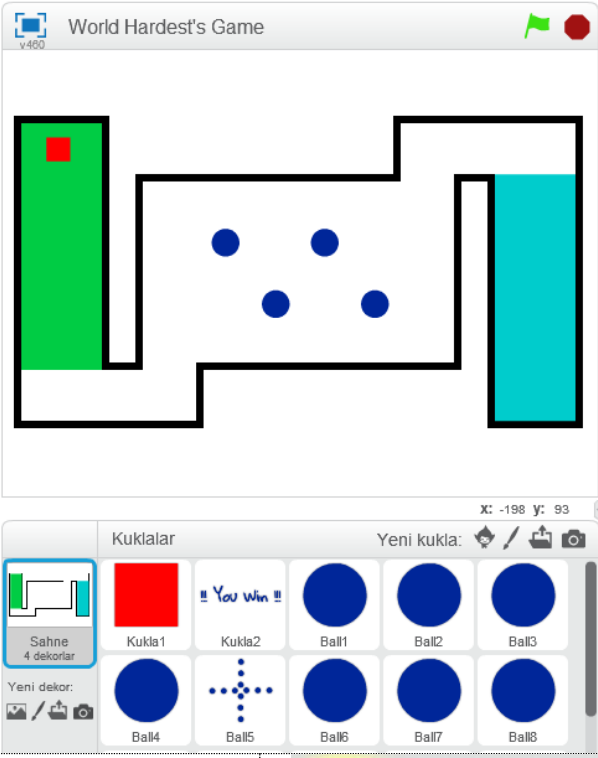 World Hardest's Game
v460
x: -198 y: 93
Kuklalar
Yeni kukla:
Sahne
4 dekorlar
Yeni dekor:
!! You Win !!
Kukla1
Kukla2
Ball1
Ball2
Ball3
Ball4
Ball5
Ball6
Ball7
Ball8